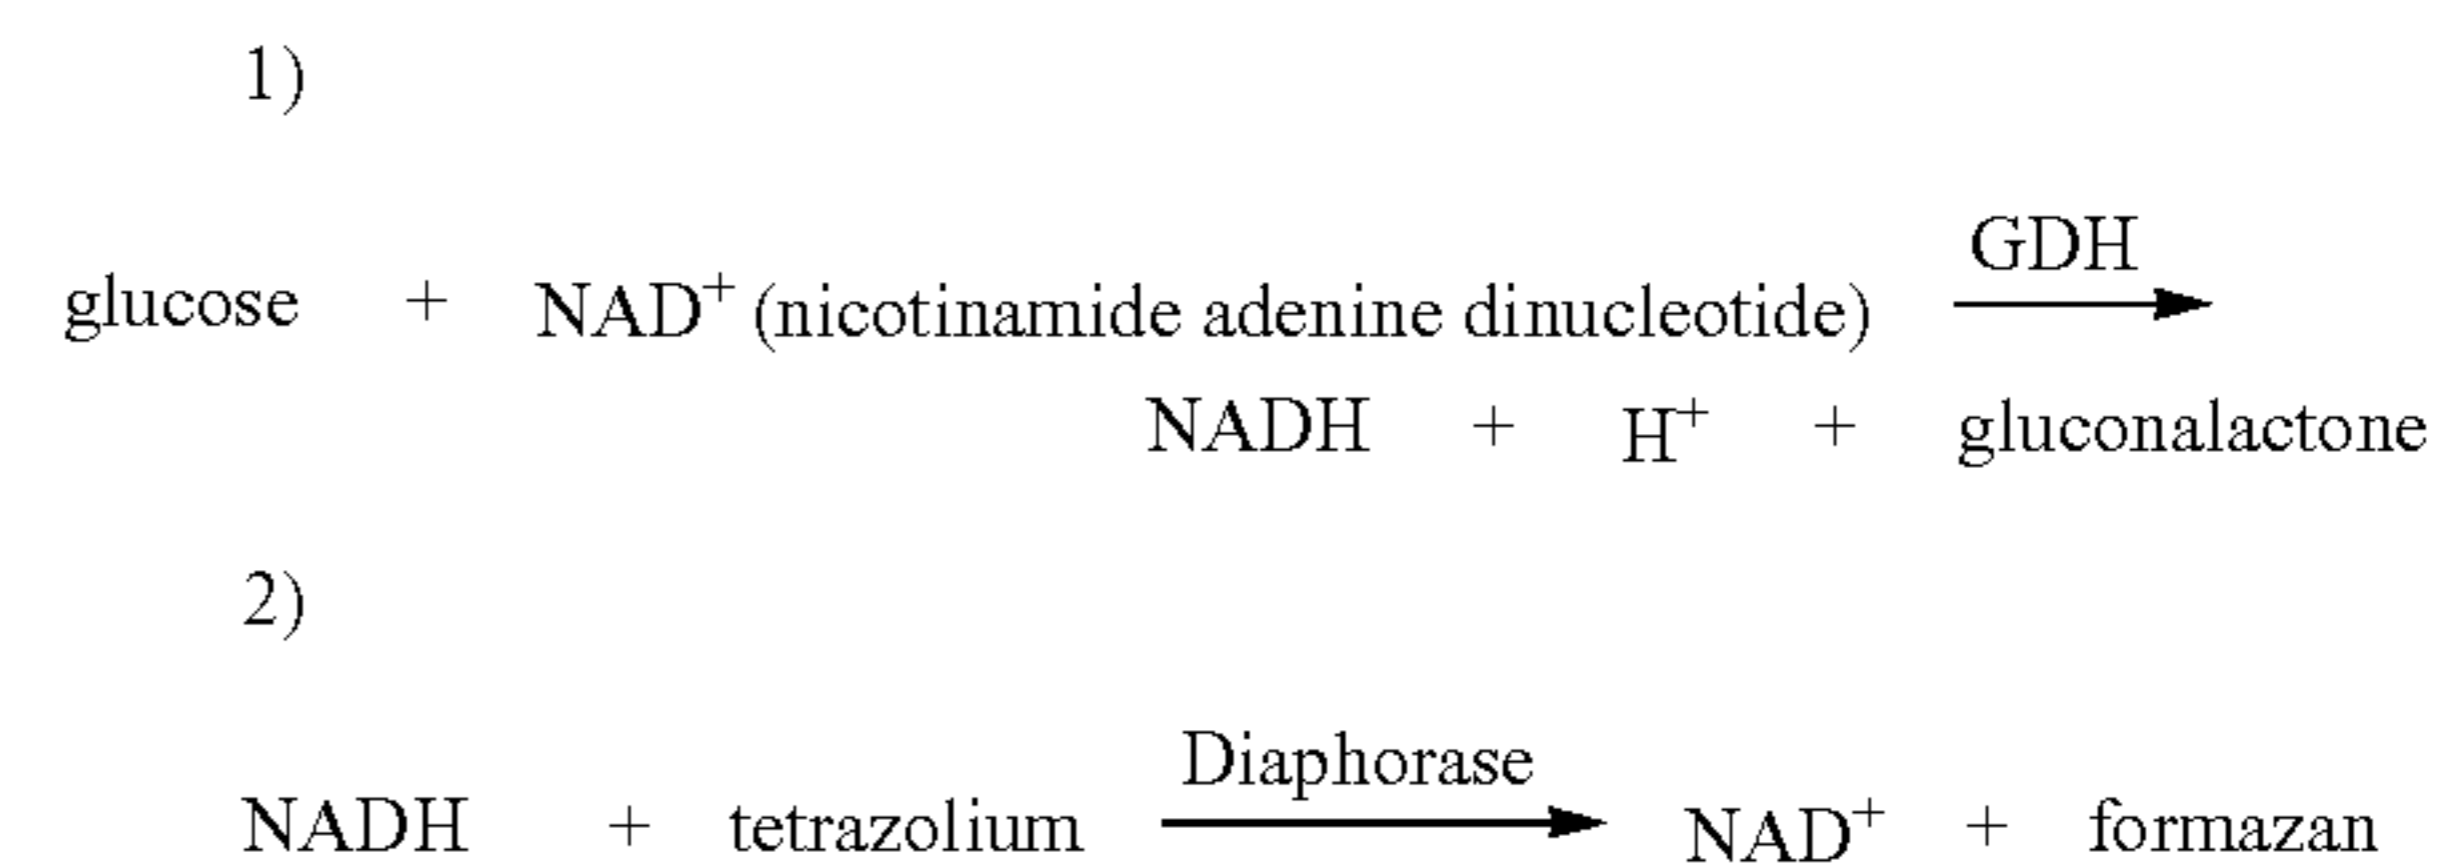 1)
GDH
glucose + NAD⁺ (nicotinamide adenine dinucleotide)
NADH + H⁺ + gluconalactone
2)
Diaphorase
NADH + tetrazolium NAD⁺ + formazan